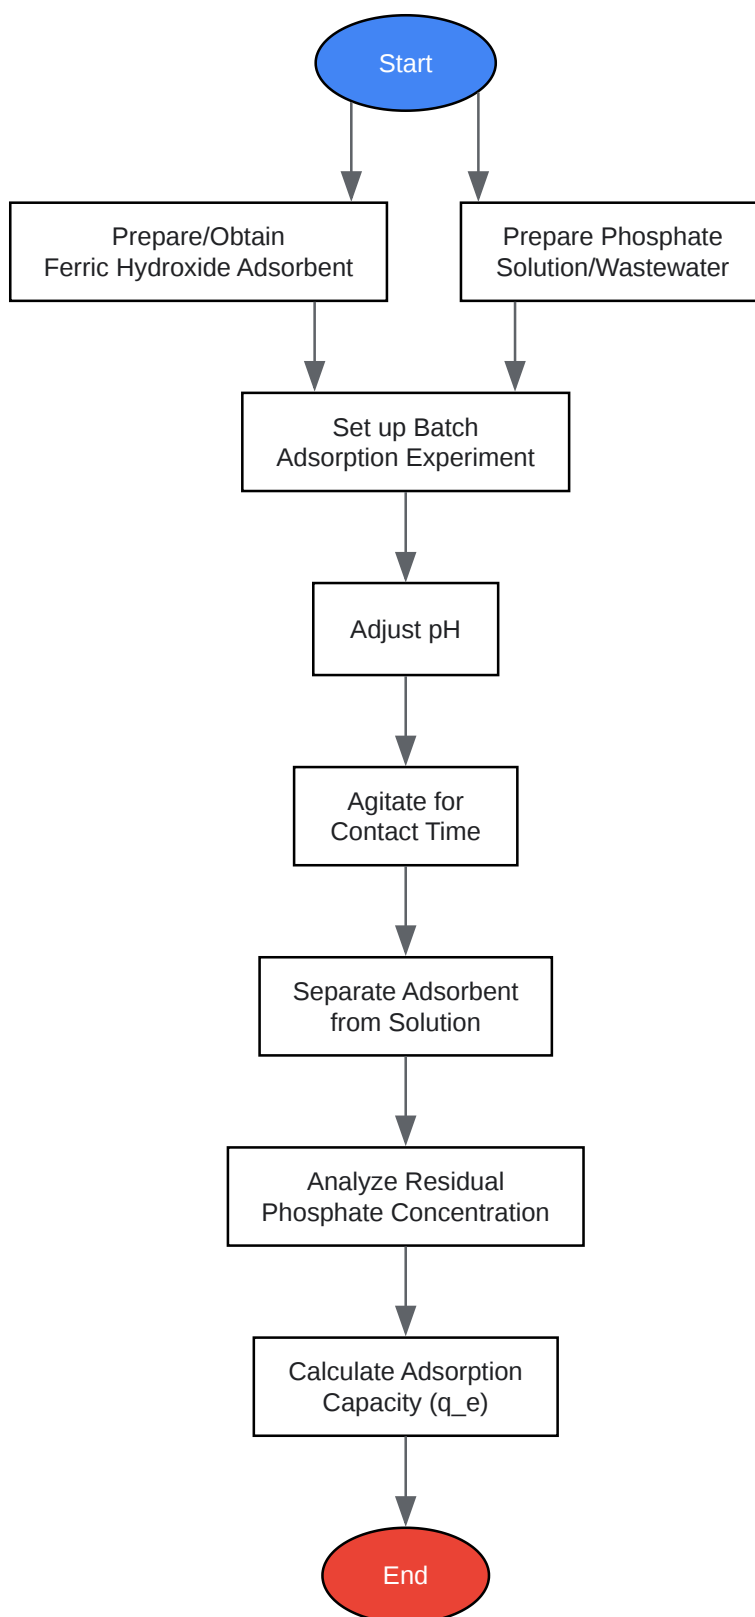 Start
Prepare/Obtain
Ferric Hydroxide Adsorbent
Prepare Phosphate
Solution/Wastewater
Set up Batch
Adsorption Experiment
Adjust pH
Agitate for
Contact Time
Separate Adsorbent
from Solution
Analyze Residual
Phosphate Concentration
Calculate Adsorption
Capacity (q_e)
End